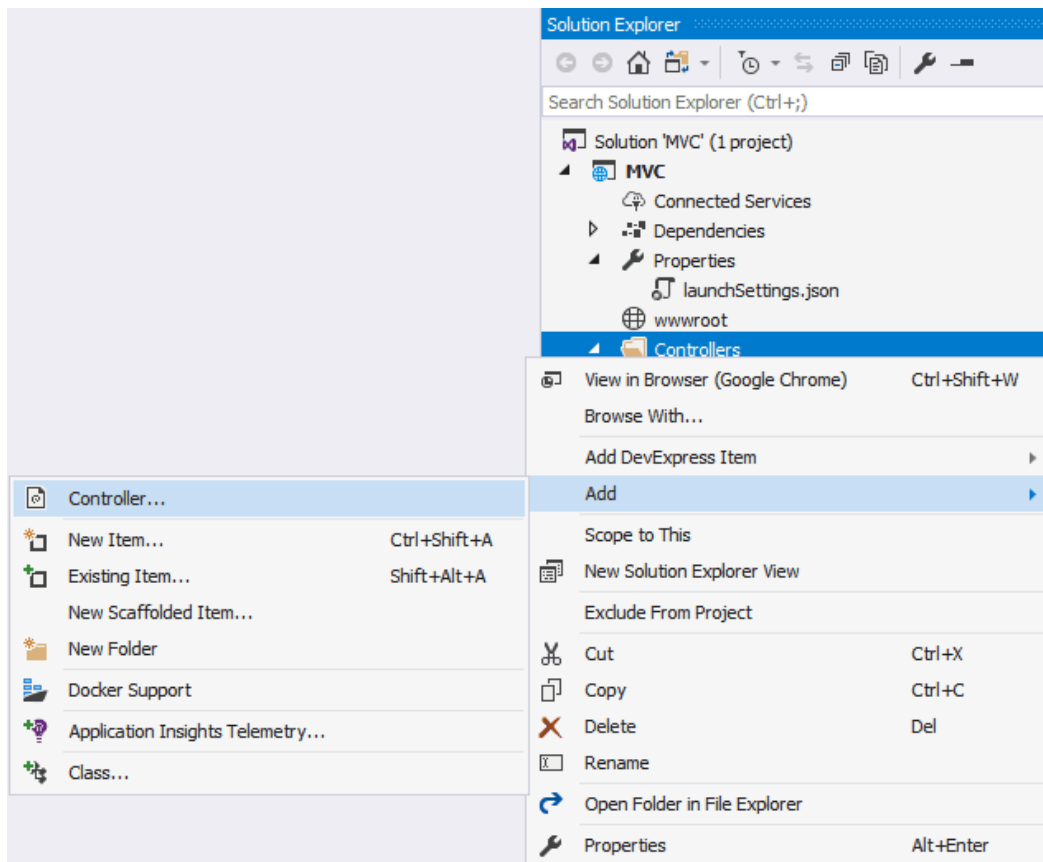 Solution Explorer
Search Solution Explorer (Ctrl+;)
Solution 'MVC' (1 project)
MVC
Connected Services
Dependencies
Properties
launchSettings.json
wwwroot
Controllers
View in Browser (Google Chrome) Ctrl+Shift+W
Browse With...
Add DevExpress Item
Add
Scope to This
New Solution Explorer View
Exclude From Project
Cut Ctrl+X
Copy Ctrl+C
Delete Del
Rename
Open Folder in File Explorer
Properties Alt+Enter
Controller...
New Item... Ctrl+Shift+A
Existing Item... Shift+Alt+A
New Scaffolded Item...
New Folder
Docker Support
Application Insights Telemetry...
Class...